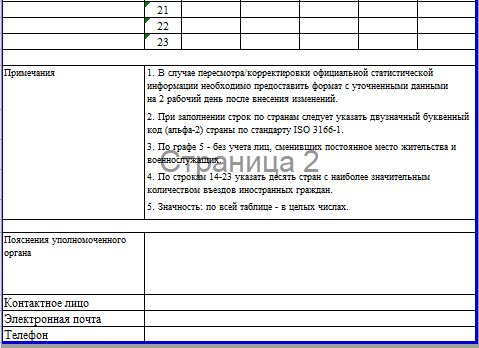 21
22
23
Примечания
1. В случае пересмотра/корректировки официальной статистической
информации необходимо предоставить формат с уточненными данными
на 2 рабочий день после внесения изменений.
2. При заполнении строк по странам следует указать двузначный буквенный
код (альфа-2) страны по стандарту ISO 3166-1.
3. По графе 5 - без учета лиц, сменивших постоянное место жительства и
военнослужащих.
Страница 2
4. По строкам 14-23 указать десять стран с наиболее значительным
количеством въездов иностранных граждан.
5. Значность: по всей таблице - в целых числах.
Пояснения уполномоченного
органа
Контактное лицо
Электронная почта
Телефон